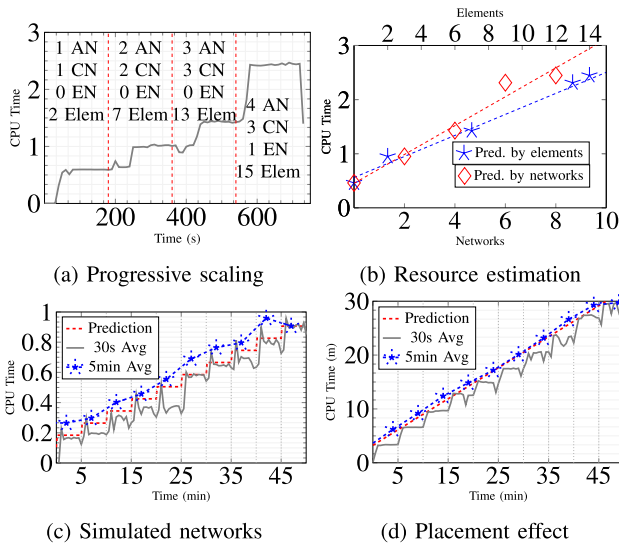 3
2
1
0
CPU Time
1 AN
1 CN
0 EN
2 Elem
2 AN
2 CN
0 EN
7 Elem
3 AN
3 CN
0 EN
13 Elem
4 AN
3 CN
1 EN
15 Elem
200 400 600
Time (s)
(a) Progressive scaling
Elements
2 4 6 8 10 12 14
3
2
1
0
CPU Time
Pred. by elements
Pred. by networks
2 4 6 8 10
Networks
(b) Resource estimation
1
0.8
0.6
0.4
0.2
0
CPU Time
Prediction
30s Avg
5min Avg
5 15 25 35 45
Time (min)
(c) Simulated networks
30
20
10
0
CPU Time (m)
Prediction
30s Avg
5min Avg
5 15 25 35 45
Time (min)
(d) Placement effect